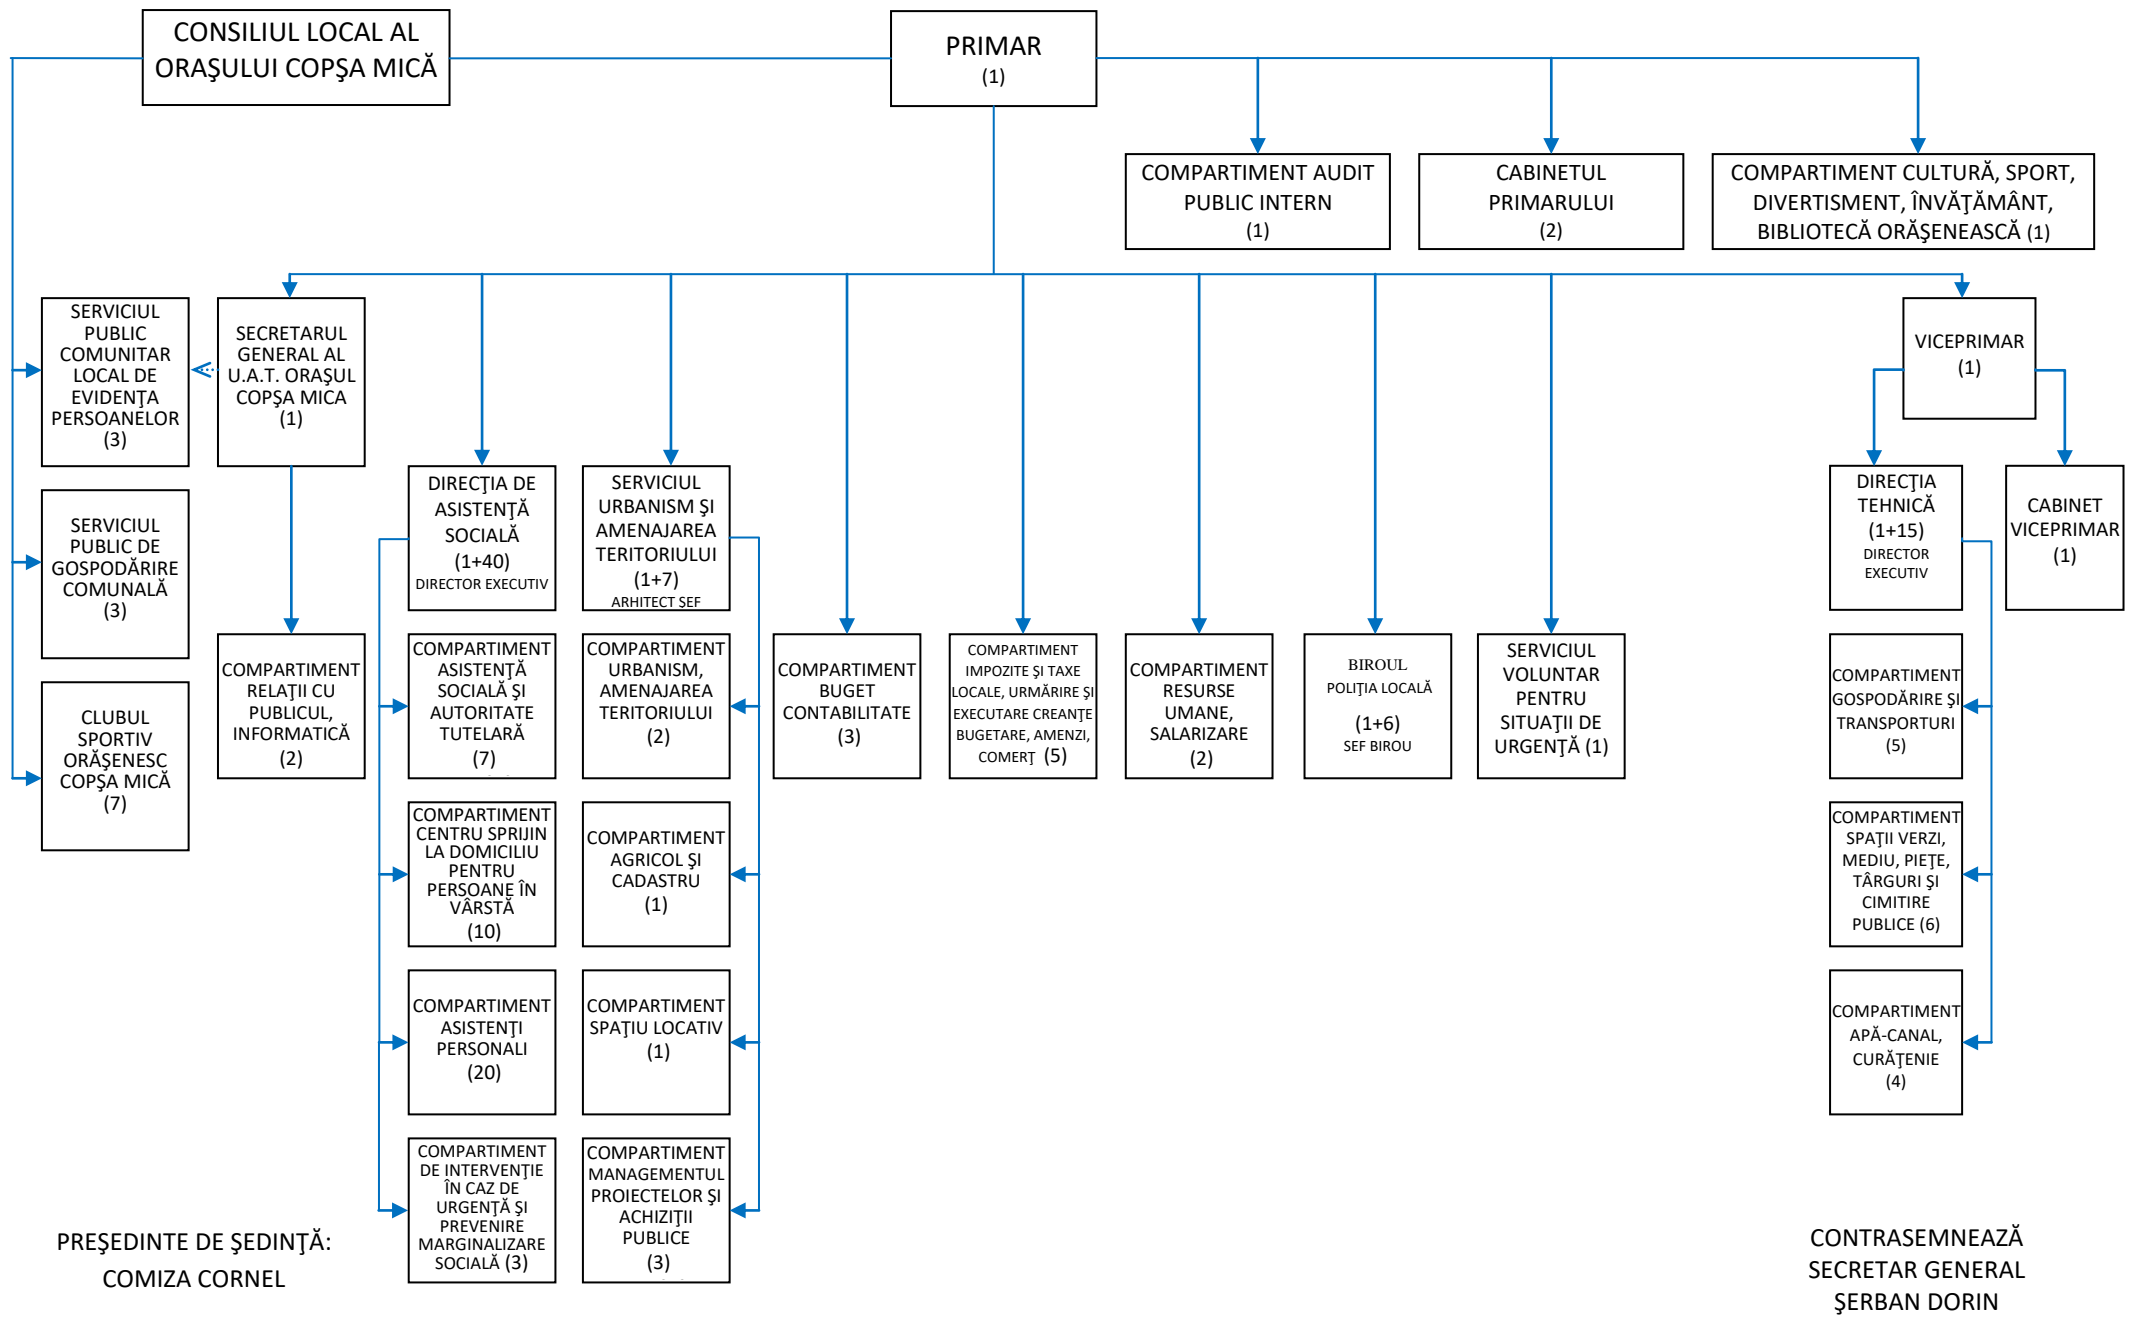 CONSILIUL LOCAL AL
ORAŞULUI COPŞA MICĂ
PRIMAR
(1)
COMPARTIMENT AUDIT
PUBLIC INTERN
(1)
CABINETUL
PRIMARULUI
(2)
COMPARTIMENT CULTURĂ, SPORT,
DIVERTISMENT, ÎNVĂŢĂMÂNT,
BIBLIOTECĂ ORĂŞENEASCĂ (1)
SERVICIUL
PUBLIC
COMUNITAR
LOCAL DE
EVIDENŢA
PERSOANELOR
(3)
SECRETARUL
GENERAL AL
U.A.T. ORAŞUL
COPŞA MICA
(1)
VICEPRIMAR
(1)
SERVICIUL
PUBLIC DE
GOSPODĂRIRE
COMUNALĂ
(3)
DIRECŢIA DE
ASISTENŢĂ
SOCIALĂ
(1+40)
DIRECTOR EXECUTIV
SERVICIUL
URBANISM ŞI
AMENAJAREA
TERITORIULUI
(1+7)
ARHITECT ŞEF
DIRECŢIA
TEHNICĂ
(1+15)
DIRECTOR
EXECUTIV
CABINET
VICEPRIMAR
(1)
CLUBUL
SPORTIV
ORĂŞENESC
COPŞA MICĂ
(7)
COMPARTIMENT
RELAŢII CU
PUBLICUL,
INFORMATICĂ
(2)
COMPARTIMENT
ASISTENŢĂ
SOCIALĂ ŞI
AUTORITATE
TUTELARĂ
(7)
COMPARTIMENT
URBANISM,
AMENAJAREA
TERITORIULUI
(2)
COMPARTIMENT
BUGET
CONTABILITATE
(3)
COMPARTIMENT
IMPOZITE ŞI TAXE
LOCALE, URMĂRIRE ŞI
EXECUTARE CREANŢE
BUGETARE, AMENZI,
COMERŢ (5)
COMPARTIMENT
RESURSE
UMANE,
SALARIZARE
(2)
BIROUL
POLIŢIA LOCALĂ
(1+6)
SEF BIROU
SERVICIUL
VOLUNTAR
PENTRU
SITUAŢII DE
URGENŢĂ (1)
COMPARTIMENT
GOSPODĂRIRE ŞI
TRANSPORTURI
(5)
COMPARTIMENT
CENTRU SPRIJIN
LA DOMICILIU
PENTRU
PERSOANE ÎN
VÂRSTĂ
(10)
COMPARTIMENT
AGRICOL ŞI
CADASTRU
(1)
COMPARTIMENT
SPAŢII VERZI,
MEDIU, PIEŢE,
TÂRGURI ŞI
CIMITIRE
PUBLICE (6)
COMPARTIMENT
ASISTENŢI
PERSONALI
(20)
COMPARTIMENT
SPAŢIU LOCATIV
(1)
COMPARTIMENT
APĂ-CANAL,
CURĂŢENIE
(4)
COMPARTIMENT
DE INTERVENŢIE
ÎN CAZ DE
URGENŢĂ ŞI
PREVENIRE
MARGINALIZARE
SOCIALĂ (3)
COMPARTIMENT
MANAGEMENTUL
PROIECTELOR ŞI
ACHIZIŢII
PUBLICE
(3)
PREŞEDINTE DE ŞEDINŢĂ:
COMIZA CORNEL
CONTRASEMNEAZĂ
SECRETAR GENERAL
ŞERBAN DORIN